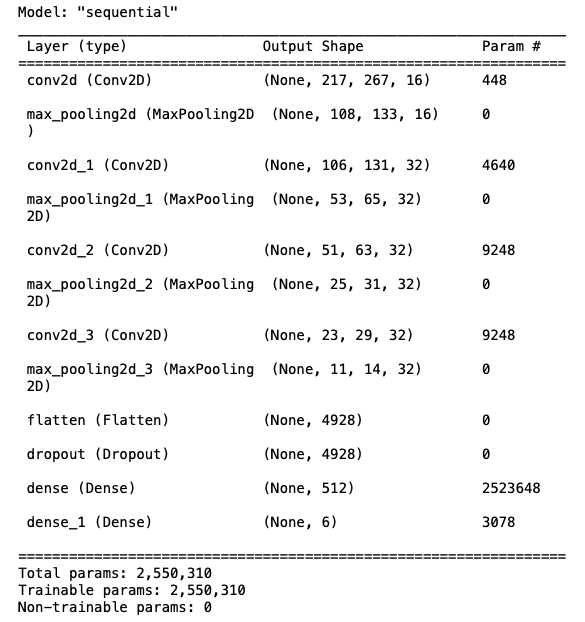 Model: "sequential"
_________________________________________________________________
Layer (type) Output Shape Param #
=================================================================
conv2d (Conv2D) (None, 217, 267, 16) 448
max_pooling2d (MaxPooling2D (None, 108, 133, 16) 0
)
conv2d_1 (Conv2D) (None, 106, 131, 32) 4640
max_pooling2d_1 (MaxPooling (None, 53, 65, 32) 0
2D)
conv2d_2 (Conv2D) (None, 51, 63, 32) 9248
max_pooling2d_2 (MaxPooling (None, 25, 31, 32) 0
2D)
conv2d_3 (Conv2D) (None, 23, 29, 32) 9248
max_pooling2d_3 (MaxPooling (None, 11, 14, 32) 0
2D)
flatten (Flatten) (None, 4928) 0
dropout (Dropout) (None, 4928) 0
dense (Dense) (None, 512) 2523648
dense_1 (Dense) (None, 6) 3078
=================================================================
Total params: 2,550,310
Trainable params: 2,550,310
Non-trainable params: 0